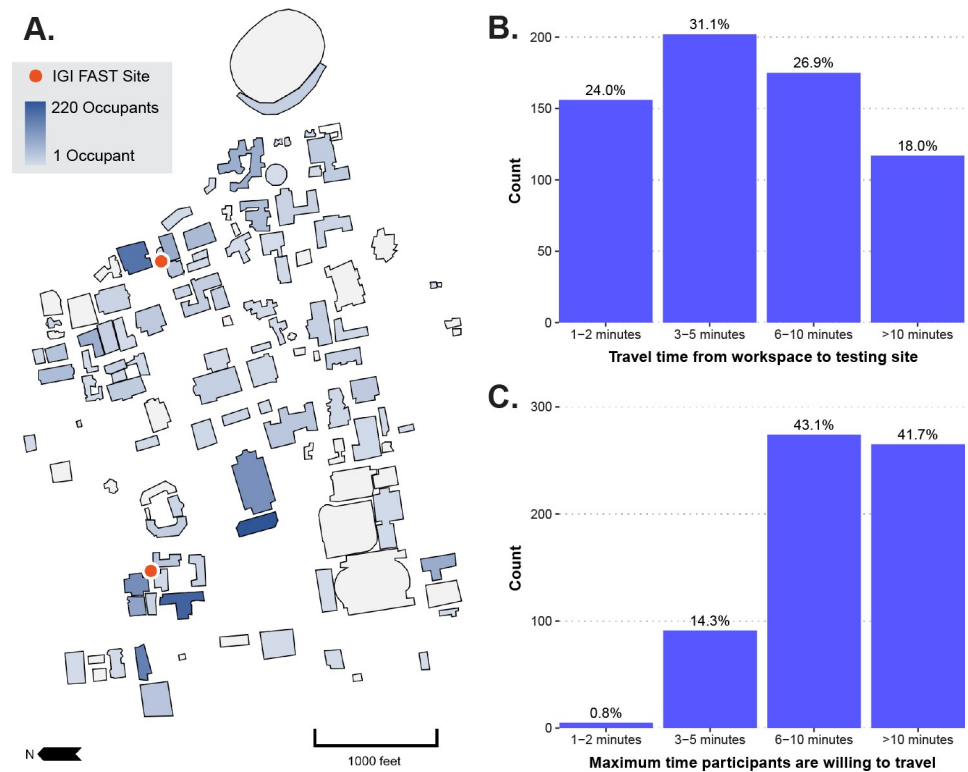 A.
IGI FAST Site
220 Occupants
1 Occupant
N
1000 feet
B.
Count
200
150
100
50
0
24.0%
31.1%
26.9%
18.0%
1−2 minutes
3−5 minutes
6−10 minutes
>10 minutes
Travel time from workspace to testing site
C.
Count
300
200
100
0
0.8%
14.3%
43.1%
41.7%
1−2 minutes
3−5 minutes
6−10 minutes
>10 minutes
Maximum time participants are willing to travel